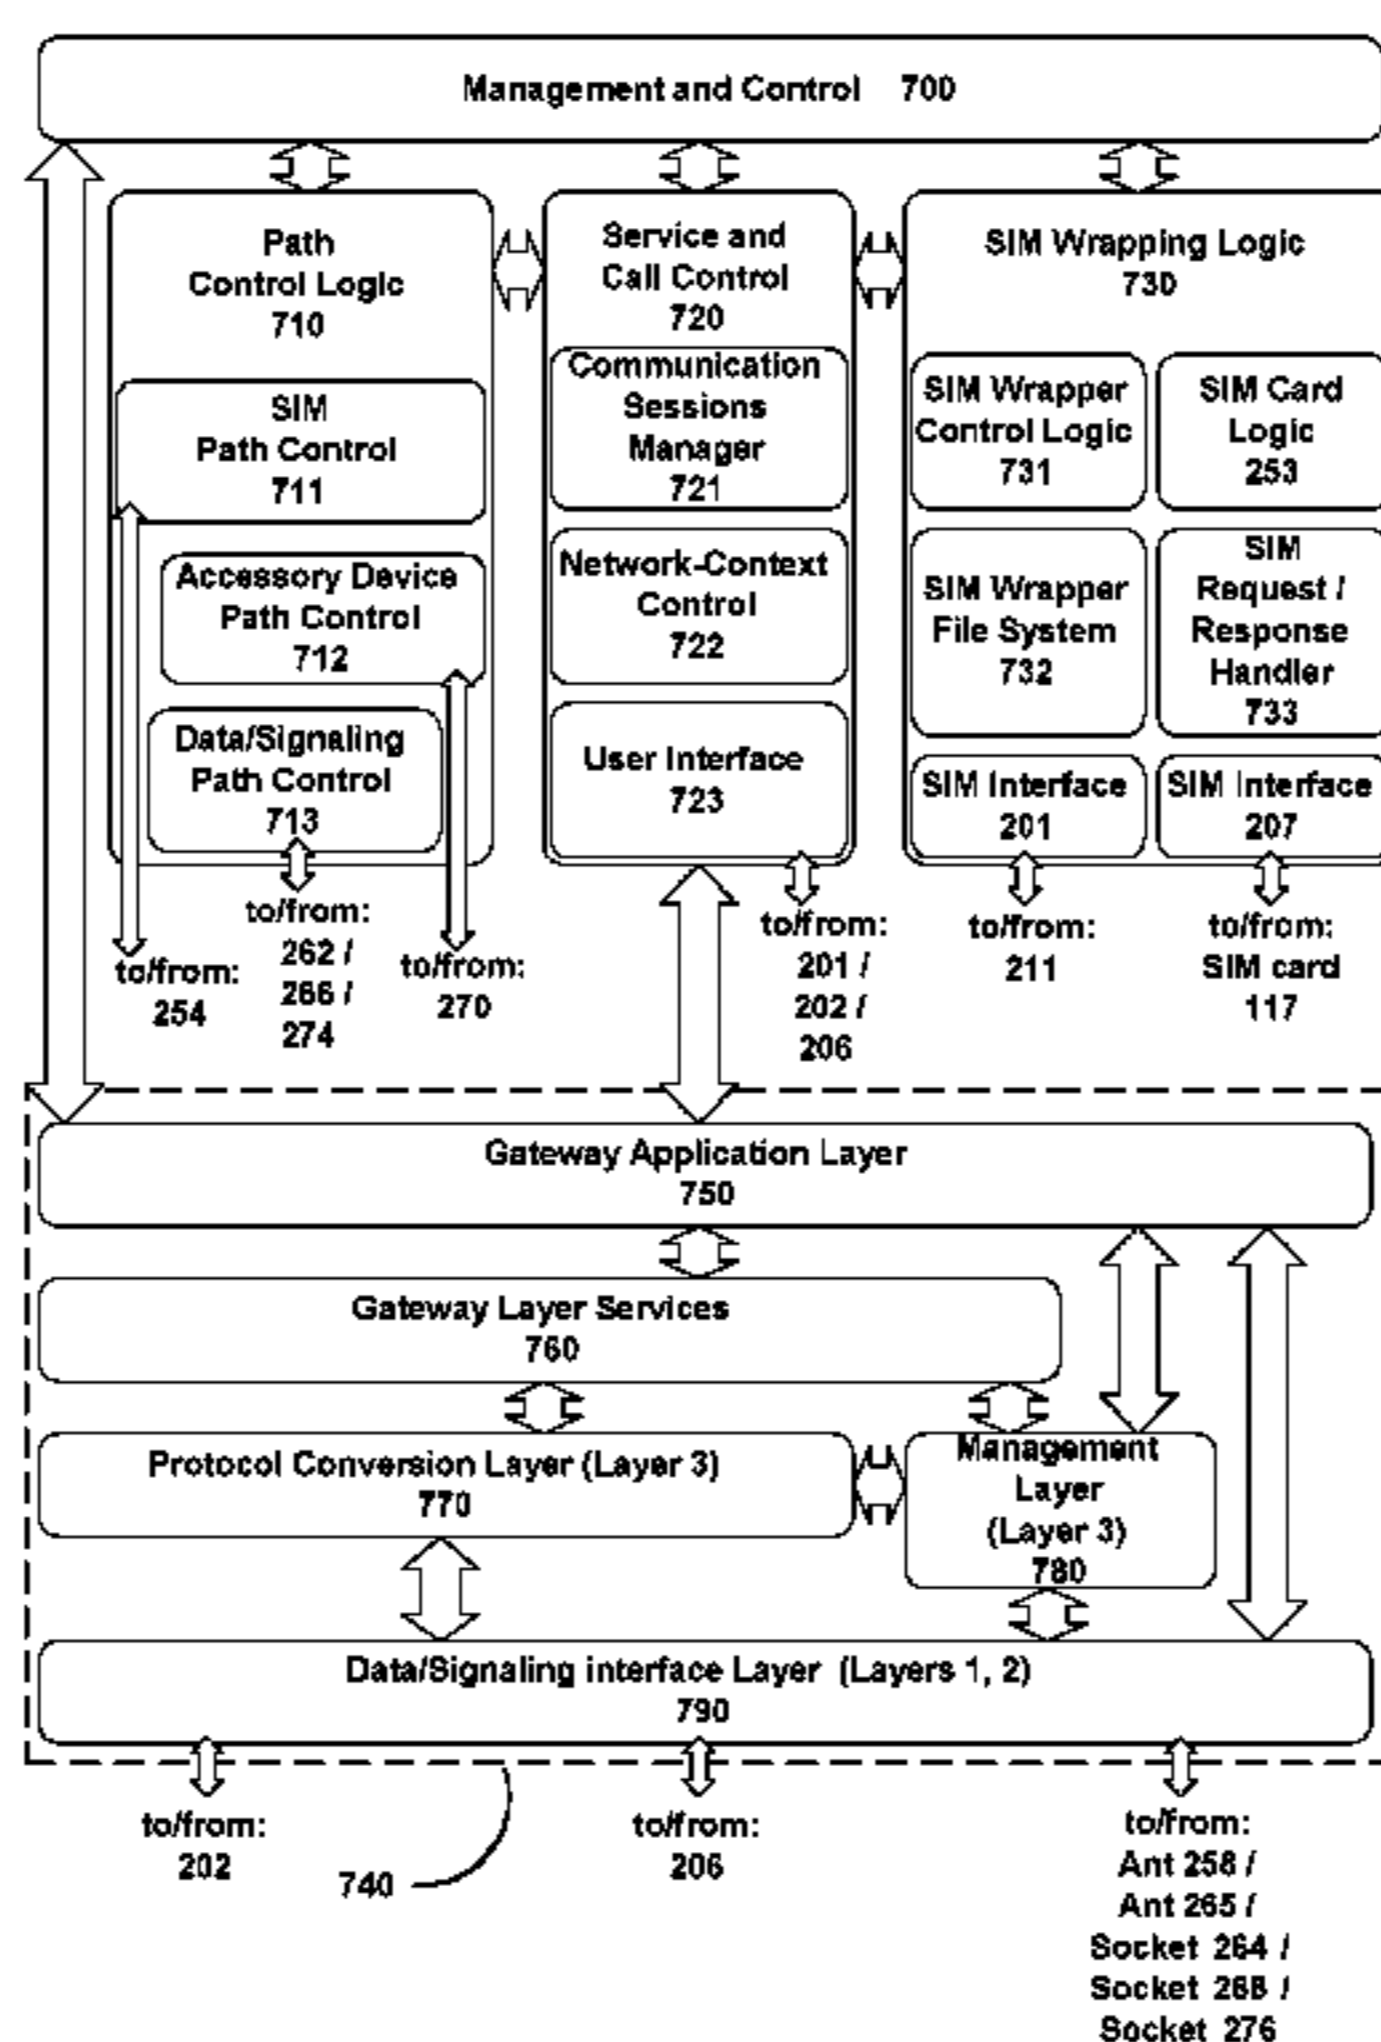 Management and Control 700
Path
Control Logic
710
SIM
Path Control
711
Accessory Device
Path Control
712
Data/Signaling
Path Control
713
Service and
Call Control
720
Communication
Sessions
Manager
721
Network-Context
Control
722
User Interface
723
SIM Wrapping Logic
730
SIM Wrapper
Control Logic
731
SIM Card
Logic
253
SIM Wrapper
File System
732
SIM
Request /
Response
Handler
733
SIM Interface
201
SIM Interface
207
to/from:
254
to/from:
262 /
266 /
274
to/from:
270
to/from:
201 /
202 /
206
to/from:
211
to/from:
SIM card
117
Gateway Application Layer
750
Gateway Layer Services
760
Protocol Conversion Layer (Layer 3)
770
Management
Layer
(Layer 3)
780
Data/Signaling interface Layer (Layers 1, 2)
790
to/from:
202
740
to/from:
206
to/from:
Ant 258 /
Ant 265 /
Socket 264 /
Socket 268 /
Socket 276